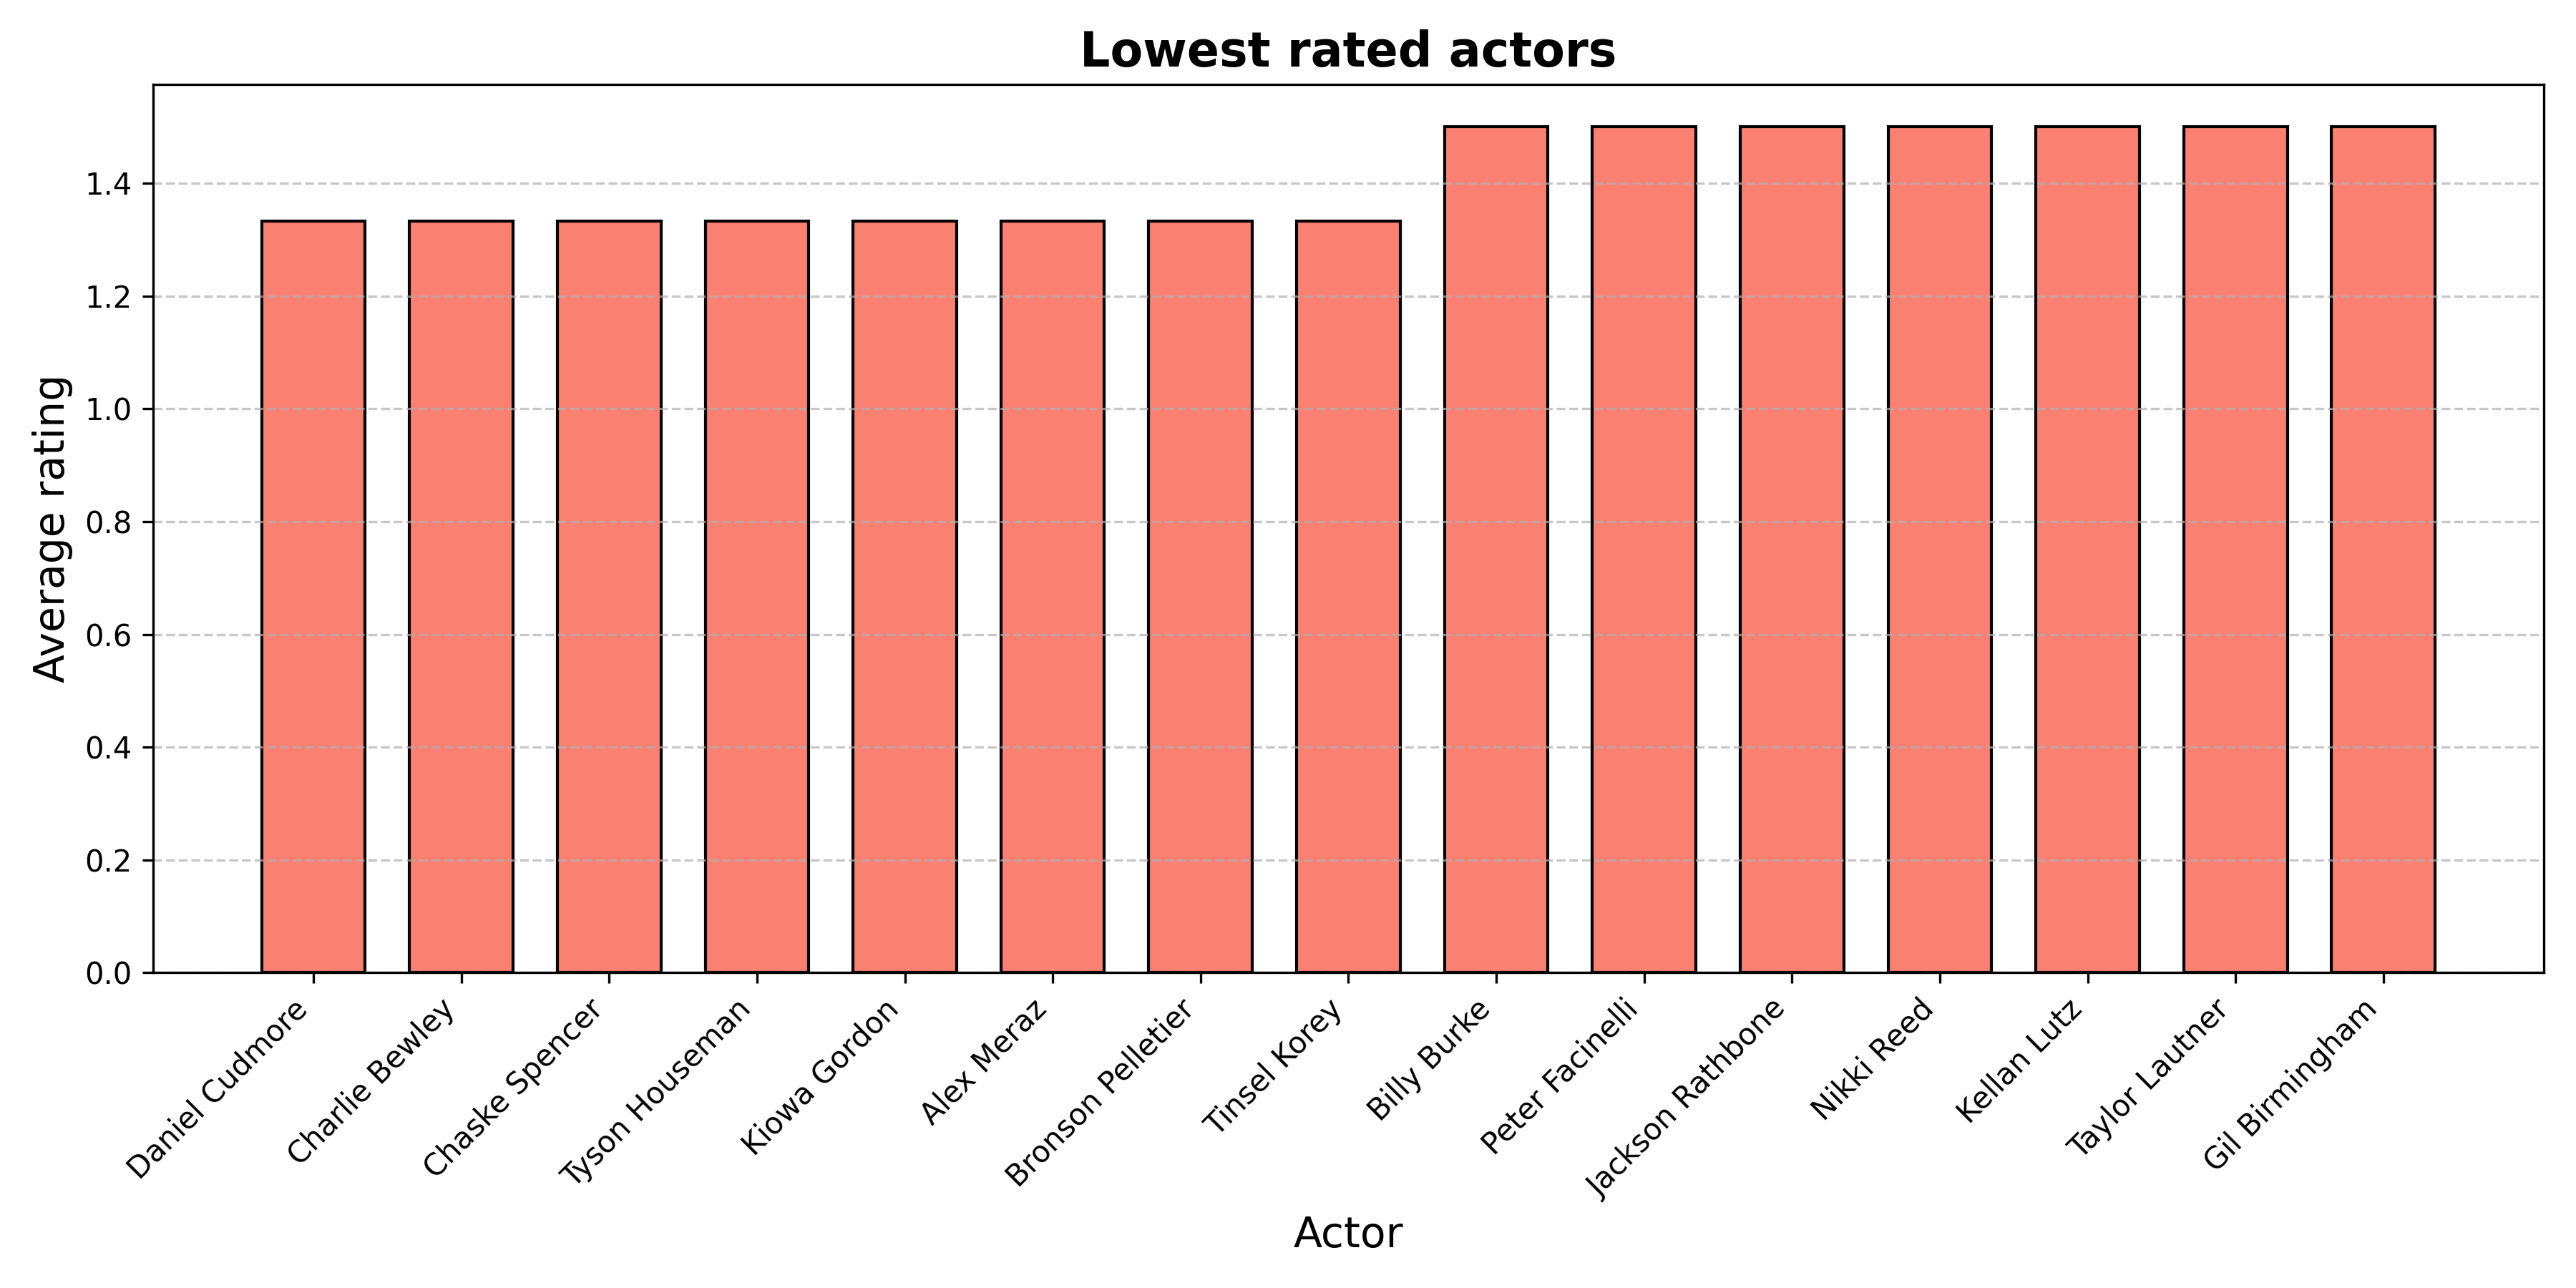 Lowest rated actors
Average rating
1.4
1.2
1.0
0.8
0.6
0.4
0.2
0.0
Daniel Cudmore
Charlie Bewley
Chaske Spencer
Tyson Houseman
Kiowa Gordon
Alex Meraz
Bronson Pelletier
Tinsel Korey
Billy Burke
Peter Facinelli
Jackson Rathbone
Nikki Reed
Kellan Lutz
Taylor Lautner
Gil Birmingham
Actor